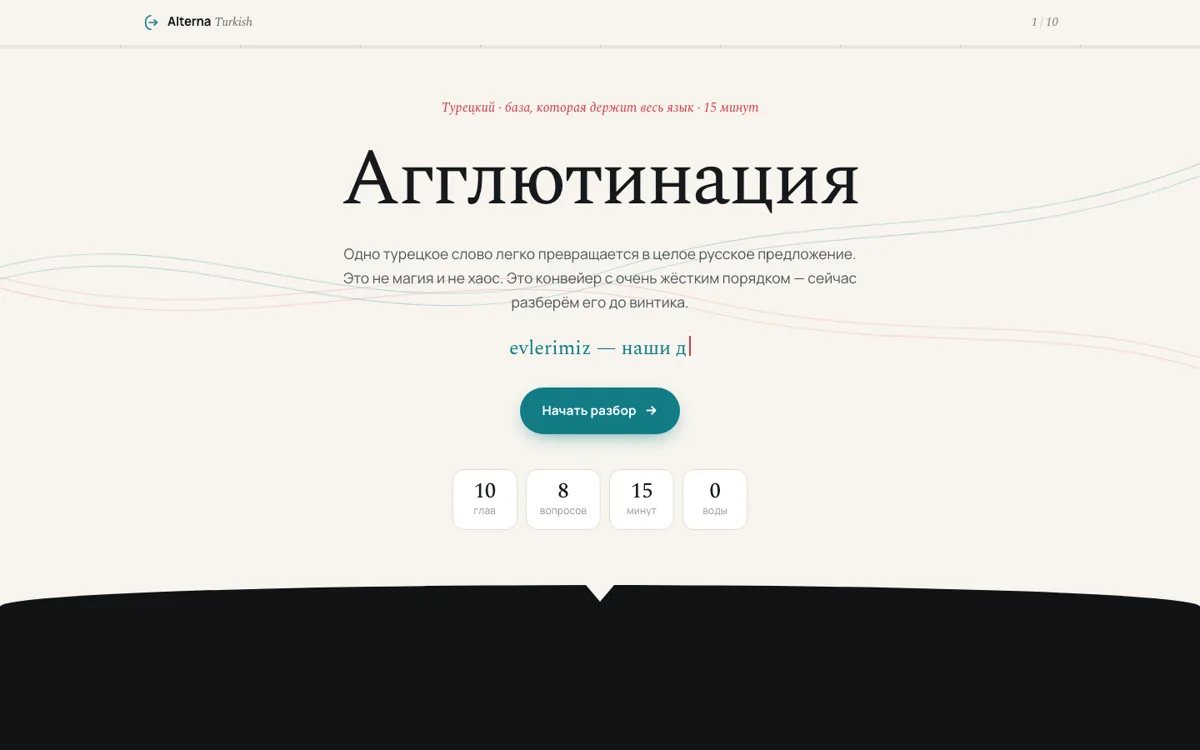 Alterna Turkish
1 / 10
Турецкий · база, которая держит весь язык · 15 минут
Агглютинация
Одно турецкое слово легко превращается в целое русское предложение.
Это не магия и не хаос. Это конвейер с очень жёстким порядком — сейчас
разберём его до винтика.
evlerimiz — наши д
Начать разбор →
10 8 15 0
глав вопросов минут воды